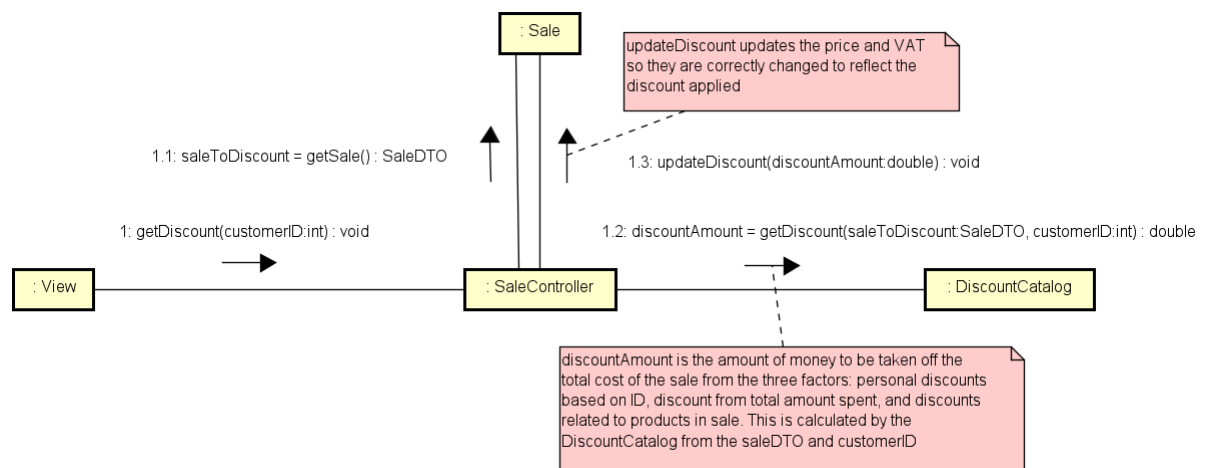 : Sale
updateDiscount updates the price and VAT
so they are correctly changed to reflect the
discount applied
1.1: saleToDiscount = getSale() : SaleDTO
1.3: updateDiscount(discountAmount:double) : void
1: getDiscount(customerID:int) : void
1.2: discountAmount = getDiscount(saleToDiscount:SaleDTO, customerID:int) : double
: View
: SaleController
: DiscountCatalog
discountAmount is the amount of money to be taken off the
total cost of the sale from the three factors: personal discounts
based on ID, discount from total amount spent, and discounts
related to products in sale. This is calculated by the
DiscountCatalog from the saleDTO and customerID